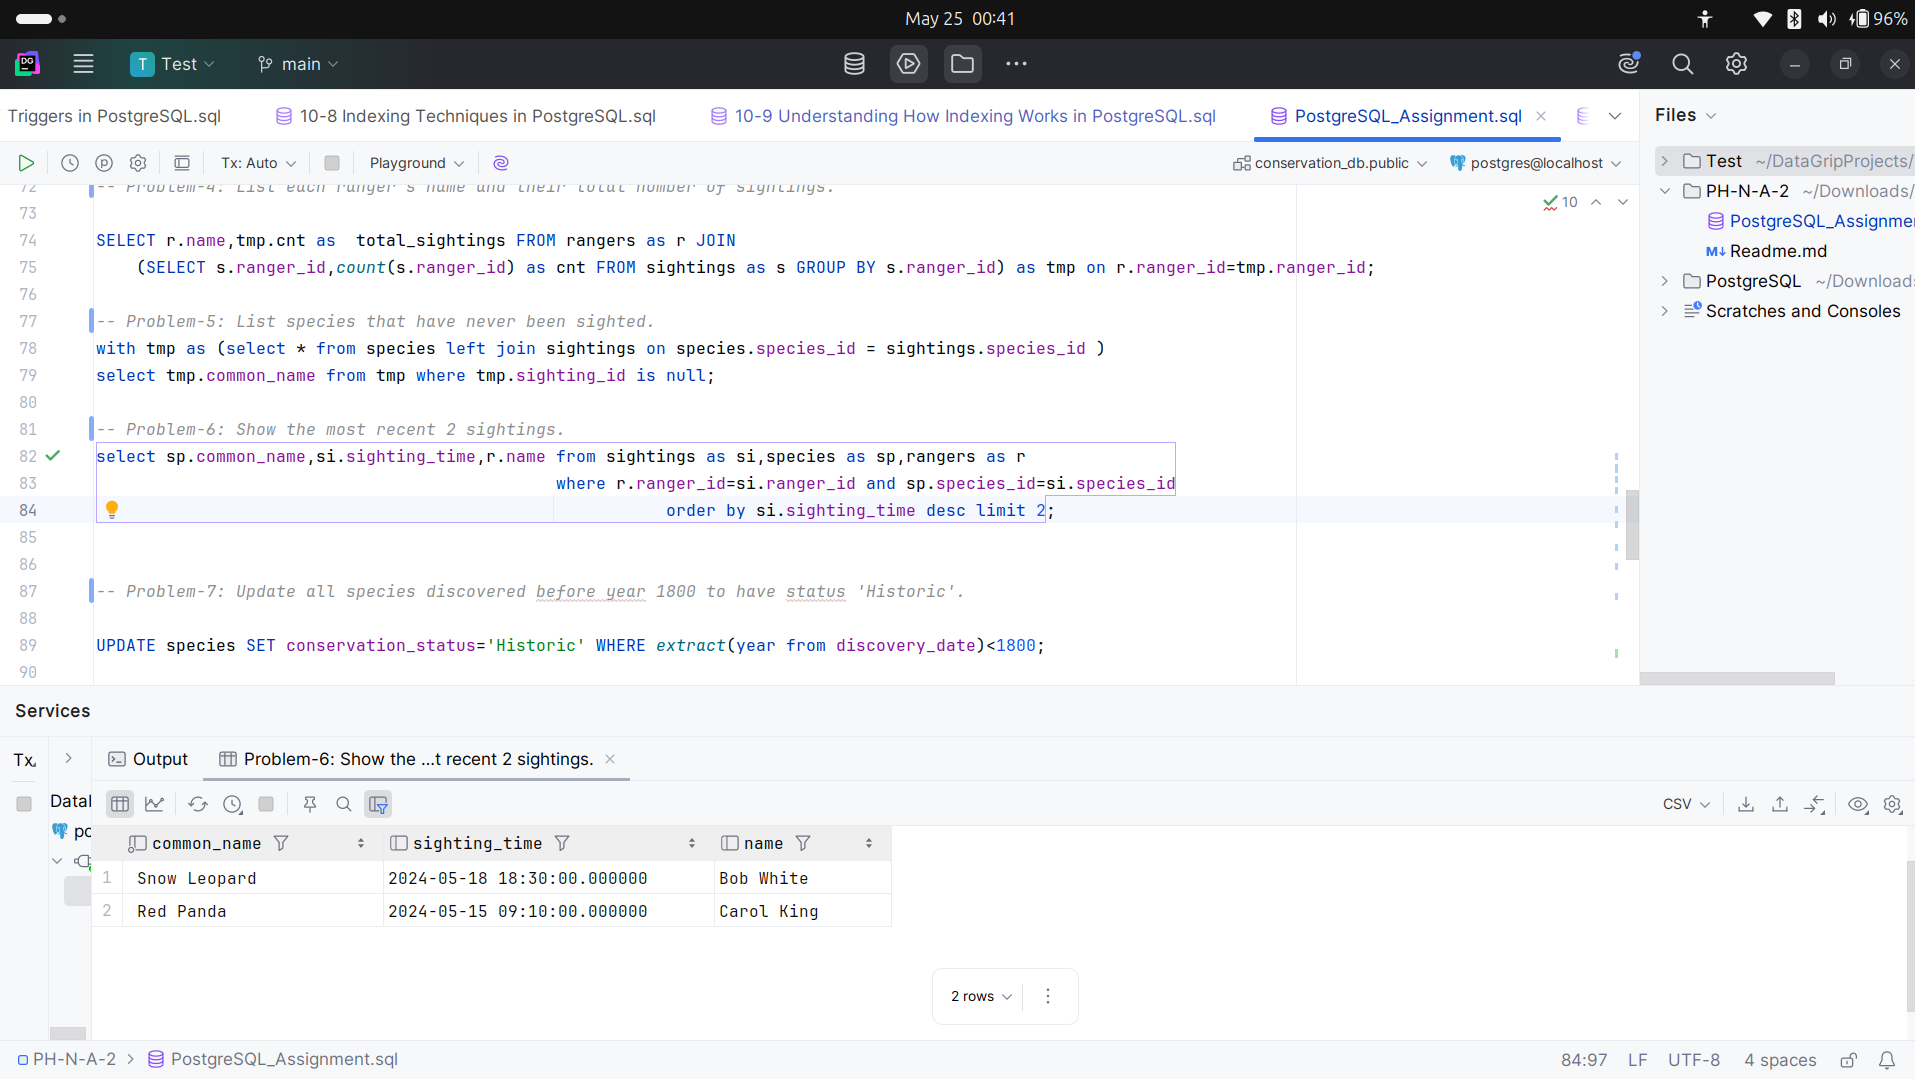 May 25 00:41
96%
DG
T Test
main
Triggers in PostgreSQL.sql
10-8 Indexing Techniques in PostgreSQL.sql
10-9 Understanding How Indexing Works in PostgreSQL.sql
PostgreSQL_Assignment.sql
Files
Tx: Auto
Playground
conservation_db.public
postgres@localhost
10
Test ~/DataGripProjects/
PH-N-A-2 ~/Downloads/
PostgreSQL_Assignme
M↓ Readme.md
PostgreSQL ~/Download
Scratches and Consoles
72 -- Problem-4: List each ranger's name and their total number of sightings.
73
74 SELECT r.name,tmp.cnt as  total_sightings FROM rangers as r JOIN
75     (SELECT s.ranger_id,count(s.ranger_id) as cnt FROM sightings as s GROUP BY s.ranger_id) as tmp on r.ranger_id=tmp.ranger_id;
76
77 -- Problem-5: List species that have never been sighted.
78 with tmp as (select * from species left join sightings on species.species_id = sightings.species_id )
79 select tmp.common_name from tmp where tmp.sighting_id is null;
80
81 -- Problem-6: Show the most recent 2 sightings.
82 select sp.common_name,si.sighting_time,r.name from sightings as si,species as sp,rangers as r
83 where r.ranger_id=si.ranger_id and sp.species_id=si.species_id
84 order by si.sighting_time desc limit 2;
85
86
87 -- Problem-7: Update all species discovered before year 1800 to have status 'Historic'.
88
89 UPDATE species SET conservation_status='Historic' WHERE extract(year from discovery_date)<1800;
90
Services
Tx
Output
Problem-6: Show the ...t recent 2 sightings.
Datal
po
CSV
common_name sighting_time name
1 Snow Leopard 2024-05-18 18:30:00.000000 Bob White
2 Red Panda 2024-05-15 09:10:00.000000 Carol King
2 rows
PH-N-A-2 > PostgreSQL_Assignment.sql
84:97 LF UTF-8 4 spaces